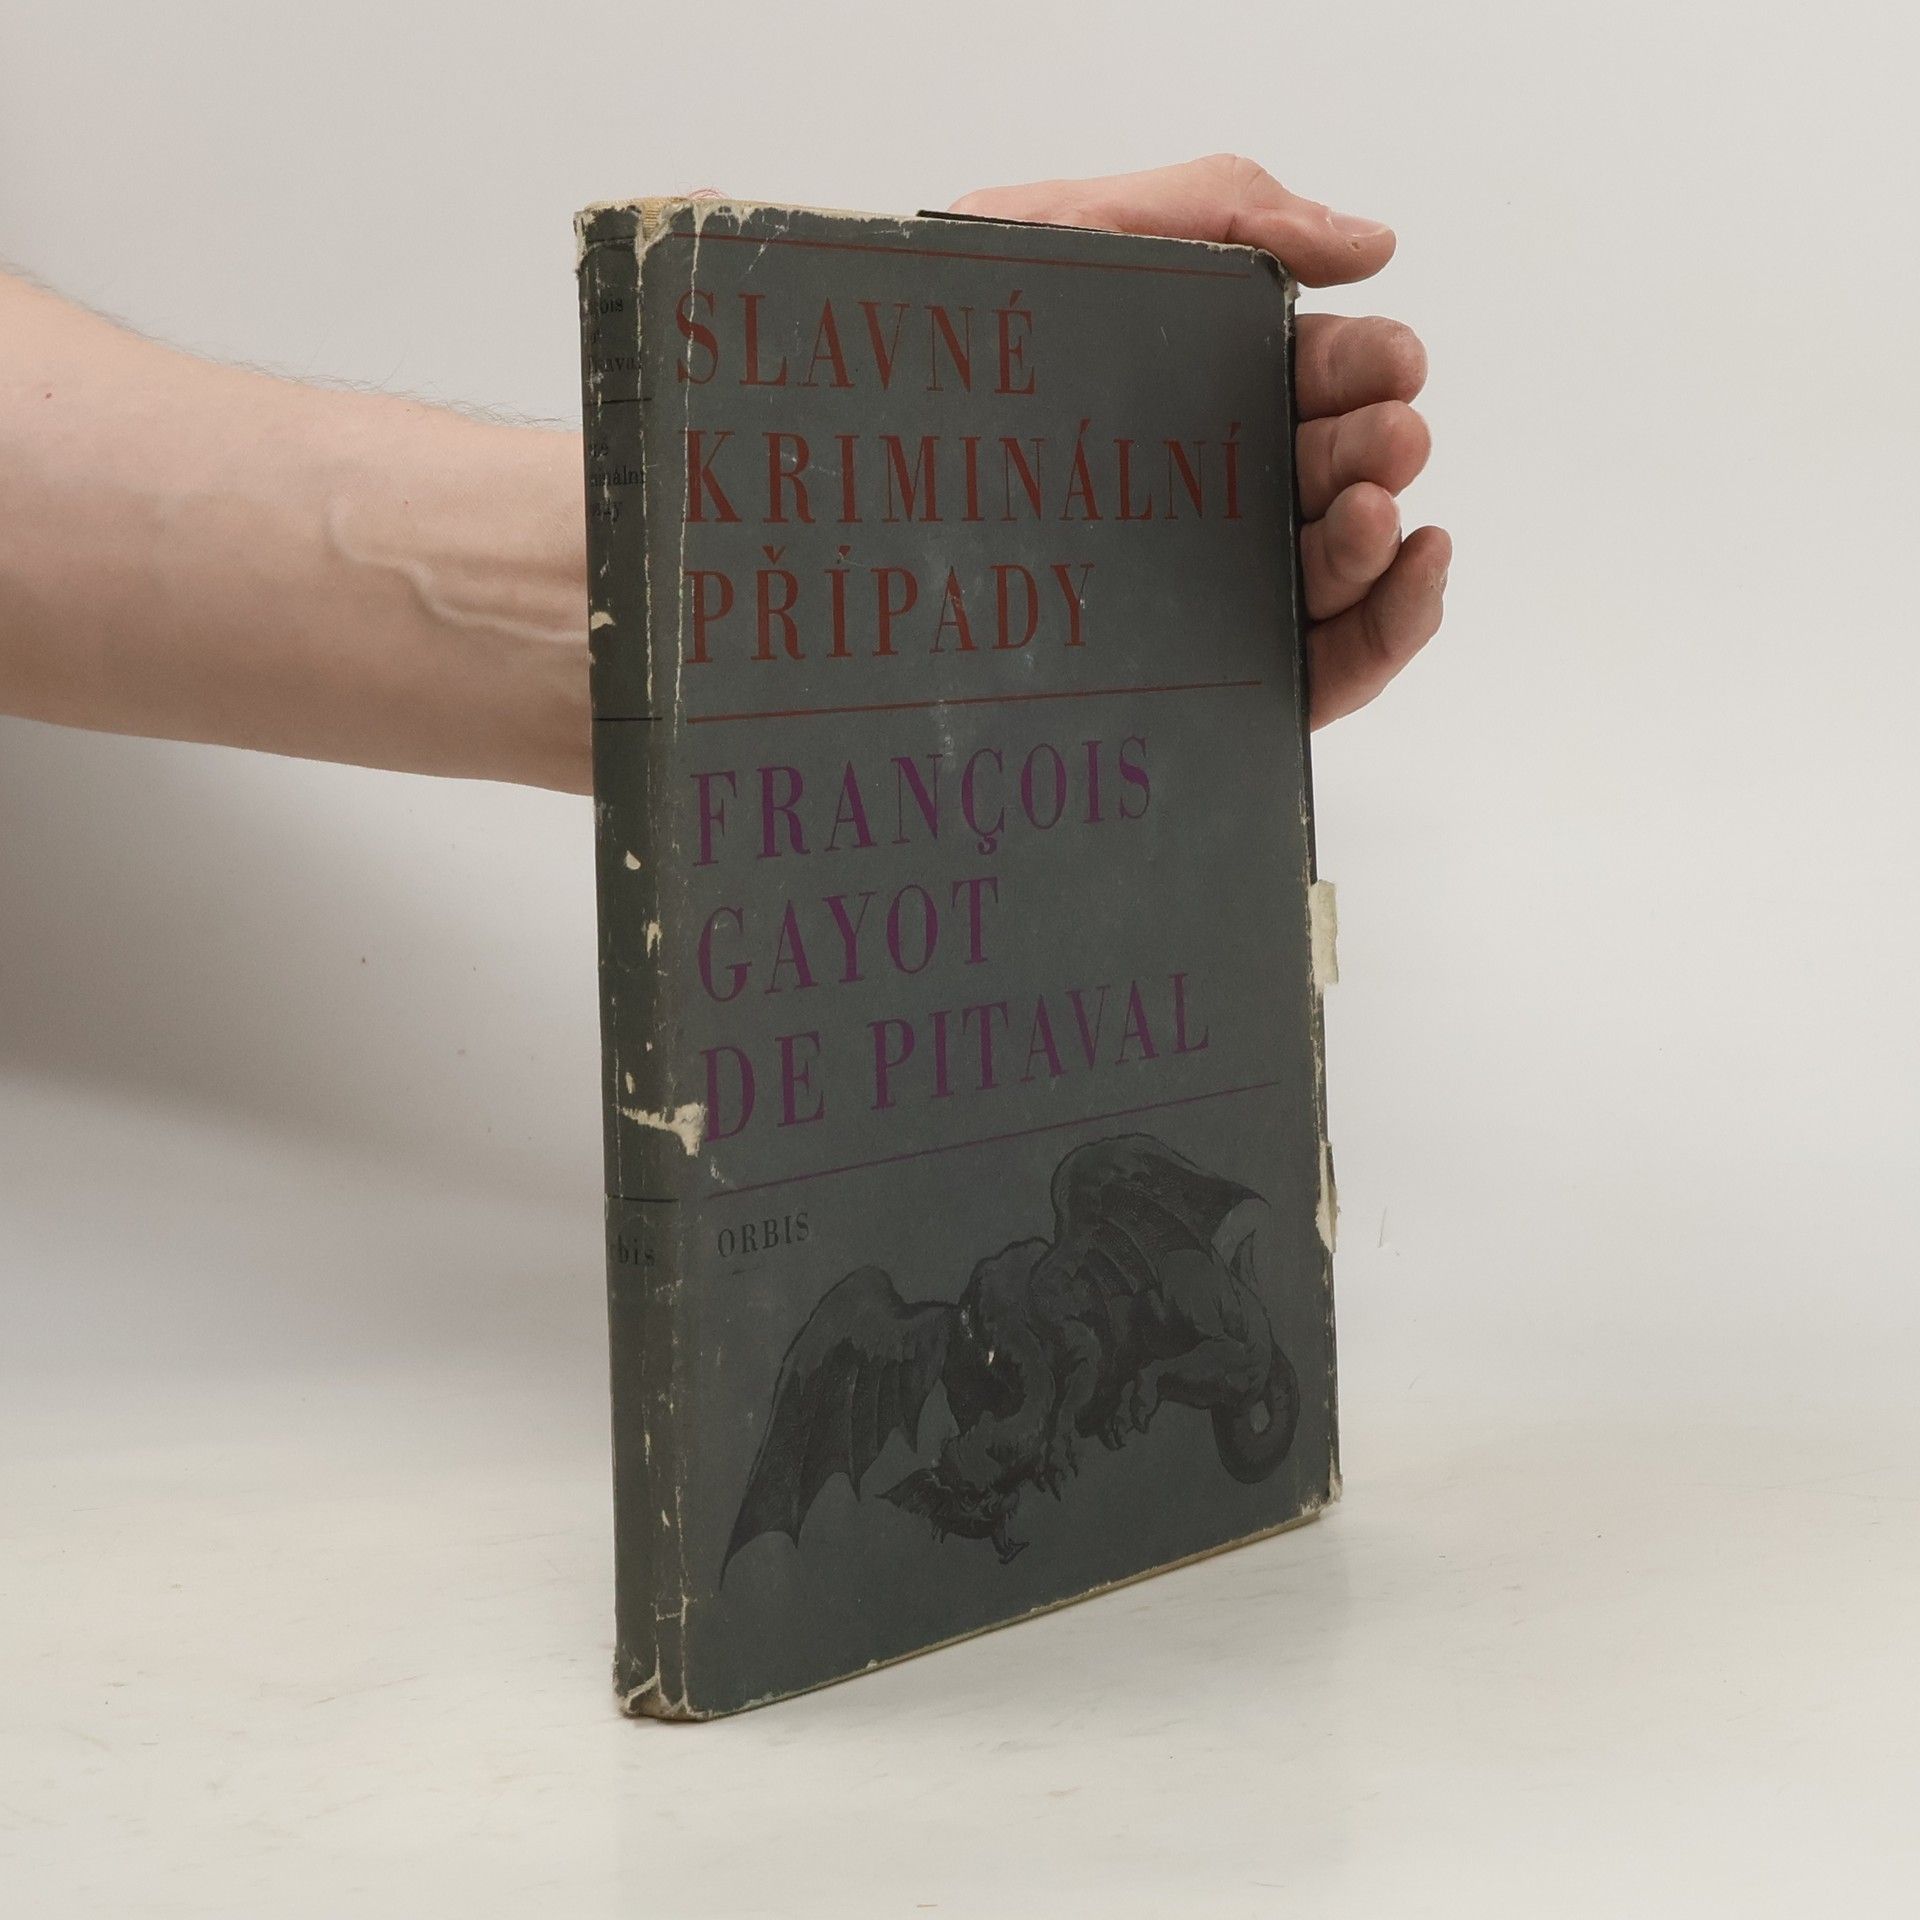 SLAVNÉ
KRIMINÁLNÍ
PŘÍPADY
FRANÇOIS
GAYOT
DE PITAVAL
ORBIS